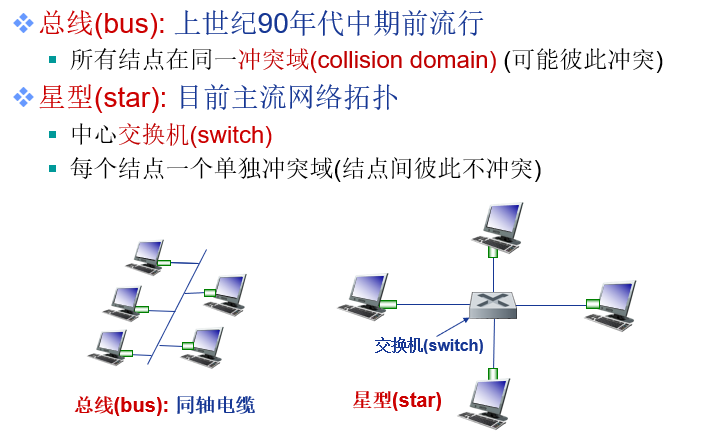 总线(bus): 上世纪90年代中期前流行
所有结点在同一冲突域(collision domain) (可能彼此冲突)
星型(star): 目前主流网络拓扑
中心交换机(switch)
每个结点一个单独冲突域(结点间彼此不冲突)
交换机(switch)
总线(bus): 同轴电缆
星型(star)